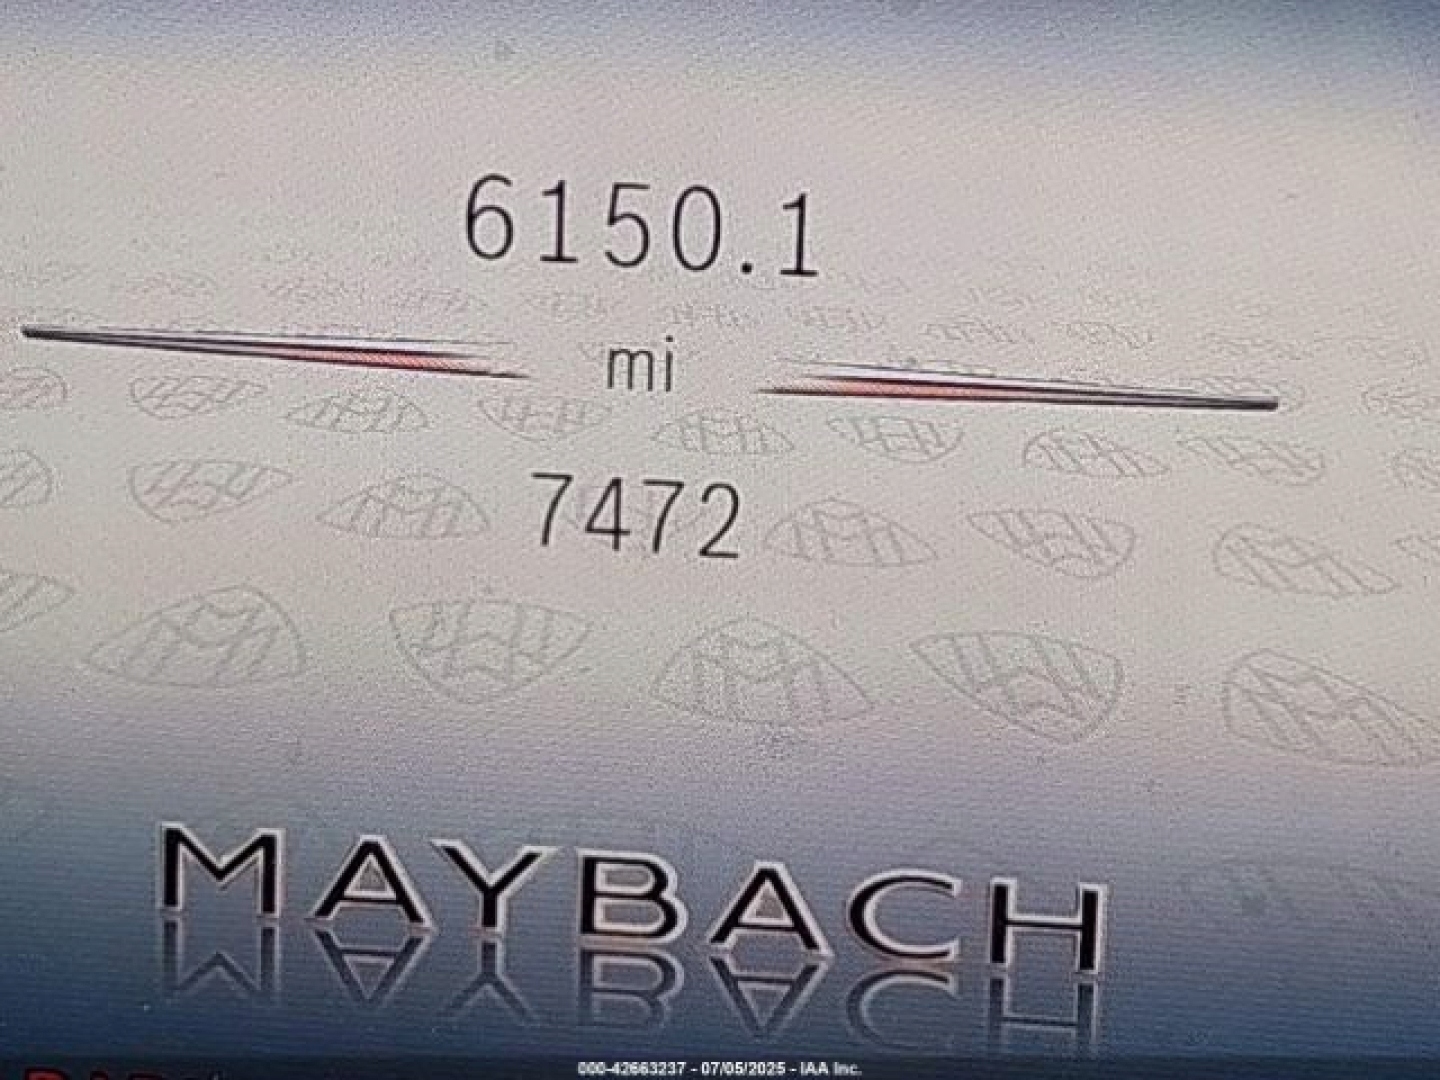 6150.1
mi
7472
MAYBACH
000-42663237 - 07/05/2025 - IAA Inc.